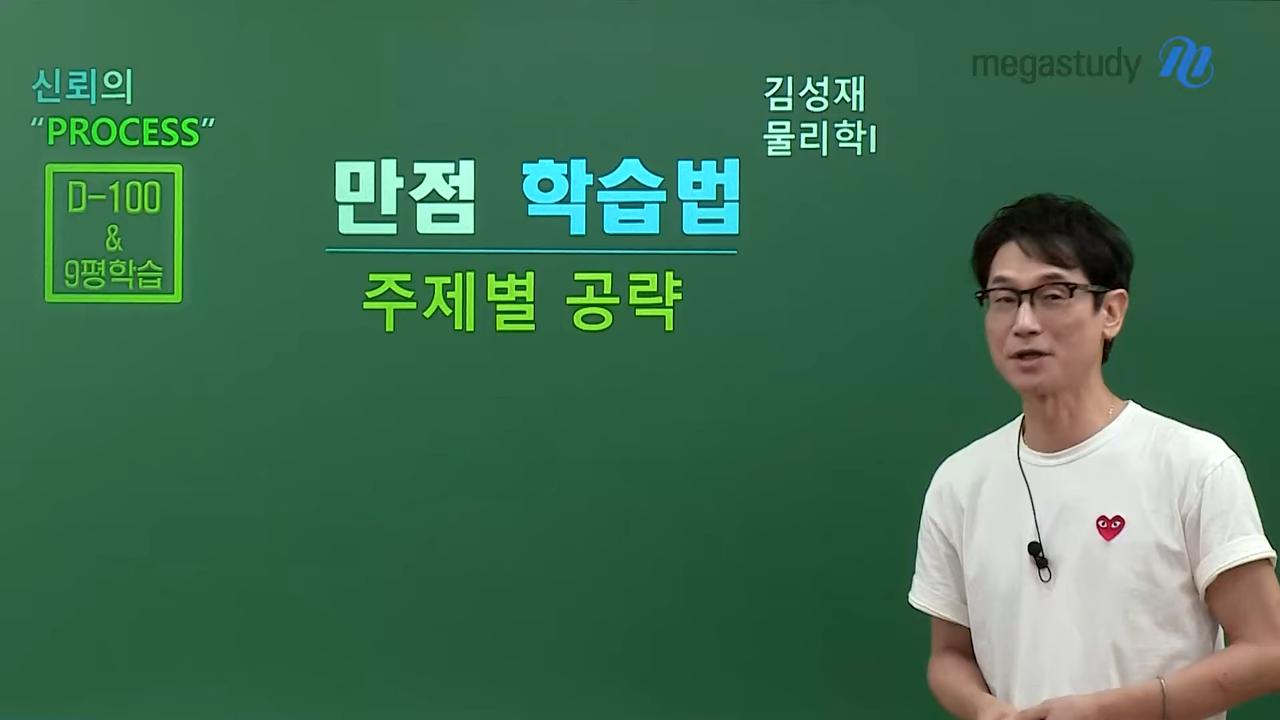 신뢰의
“PROCESS”
D-100
&
9평학습
만점 학습법
주제별 공략
김성재
물리학I
megastudy